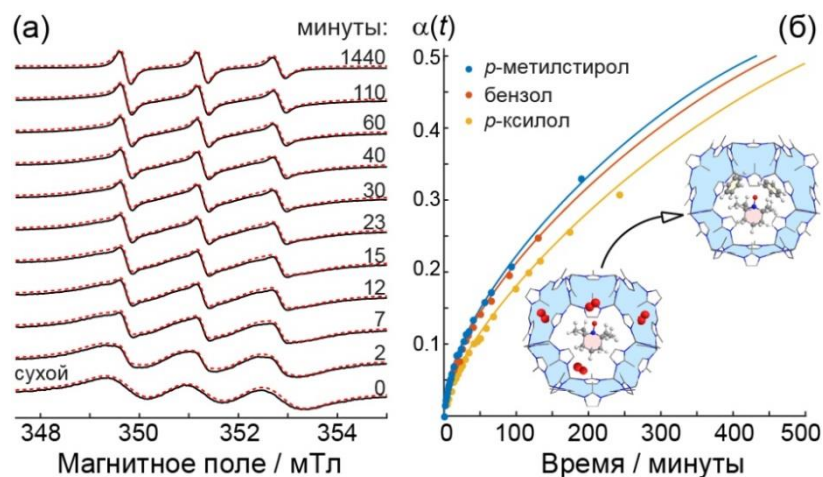 (а)
минуты:
1440
110
60
40
30
23
15
12
7
2
сухой
0
348 350 352 354
Магнитное поле / мТл
α(t)
(б)
0.5
0.4
0.3
0.2
0.1
p-метилстирол
бензол
p-ксилол
0 100 200 300 400 500
Время / минуты